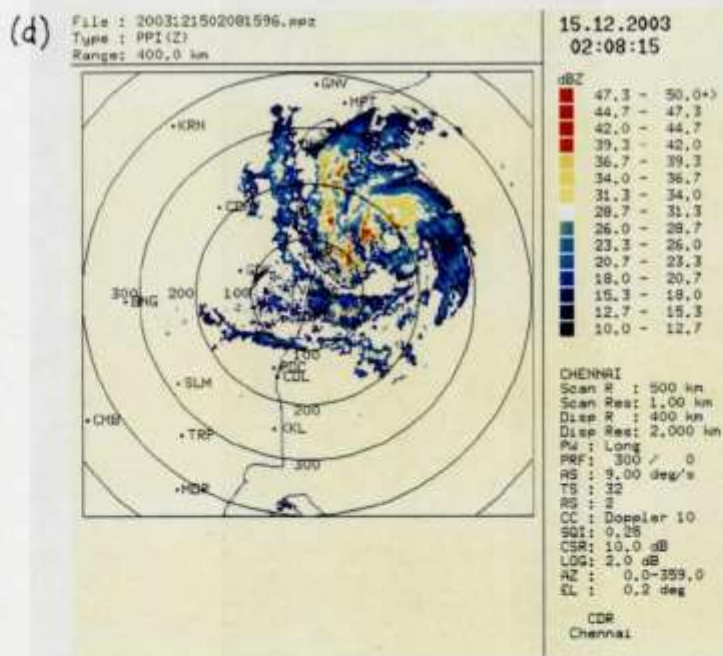 (d)
File : 2003121502081596.ppz
Type : PPI(Z)
Range: 400.0 km
15.12.2003
02:08:15
dBZ
47.3 - 50.0+>
44.7 - 47.3
42.0 - 44.7
39.3 - 42.0
36.7 - 39.3
34.0 - 36.7
31.3 - 34.0
28.7 - 31.3
26.0 - 28.7
23.3 - 26.0
20.7 - 23.3
18.0 - 20.7
15.3 - 18.0
12.7 - 15.3
10.0 - 12.7
GNV
MPT
KRN
300 BNG 200 100
100
PDC
CDL
SLM
200
CMB
TRP
KKL
300
MDR
CHENNAI
Scan R : 500 km
Scan Res: 1.00 km
Disp R : 400 km
Disp Res: 2.000 km
PW : Long
PRF: 300 / 0
AS : 9.00 deg/s
TS : 32
RS : 2
CC : Doppler 10
SQI: 0.28
CSR: 10.0 dB
LOG: 2.0 dB
AZ : 0.0-359.0
EL : 0.2 deg
CDR
Chennai